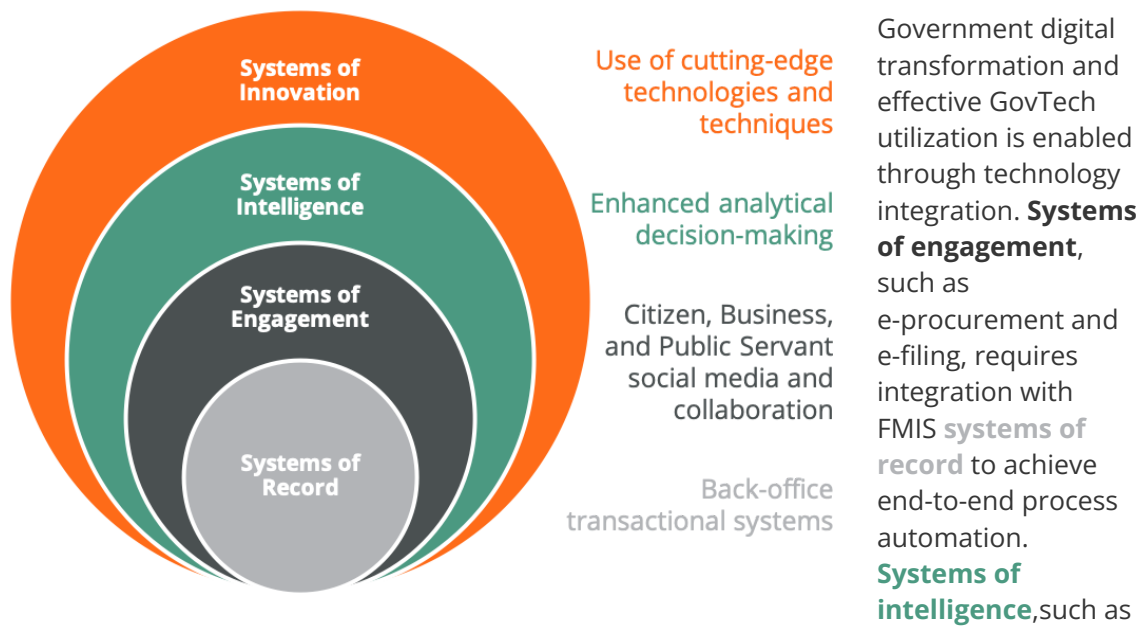 Systems of
Innovation
Systems of
Intelligence
Systems of
Engagement
Systems of
Record
Use of cutting-edge
technologies and
techniques
Enhanced analytical
decision-making
Citizen, Business,
and Public Servant
social media and
collaboration
Back-office
transactional systems
Government digital
transformation and
effective GovTech
utilization is enabled
through technology
integration. Systems
of engagement,
such as
e-procurement and
e-filing, requires
integration with
FMIS systems of
record to achieve
end-to-end process
automation.
Systems of
intelligence,such as